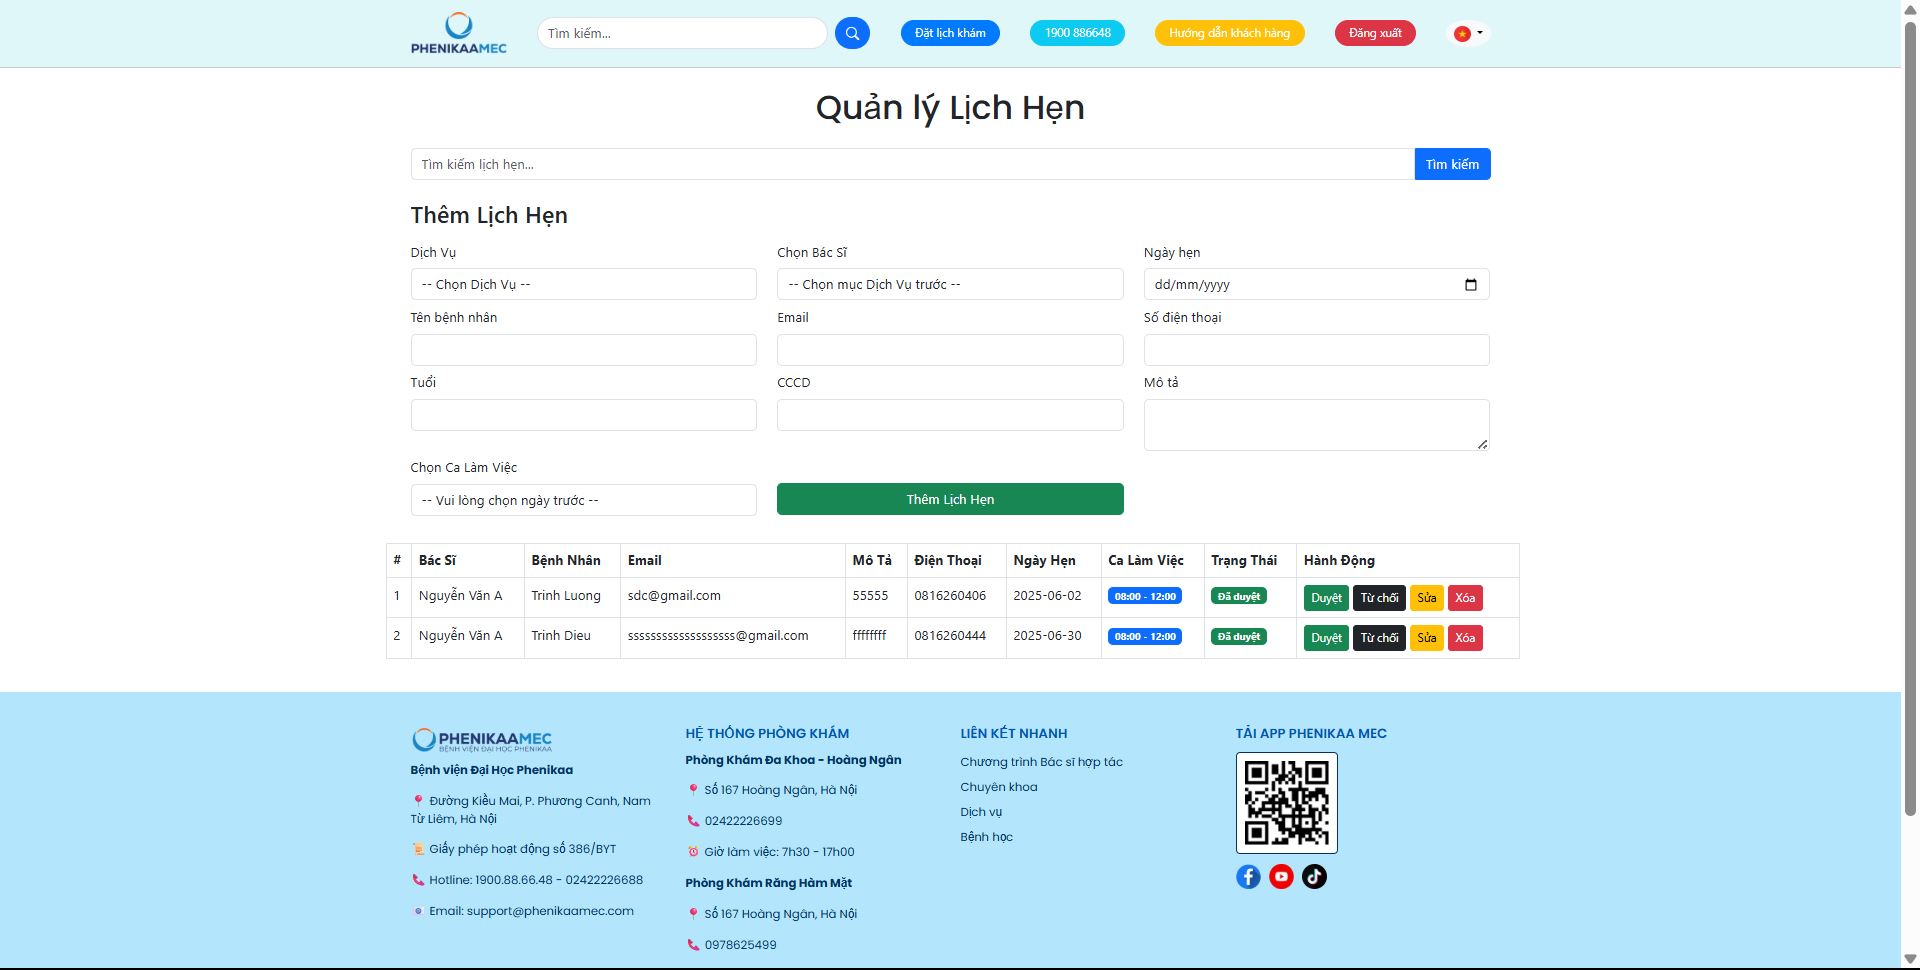 PHENIKAAMEC
Tìm kiếm...
Đặt lịch khám
1900 886648
Hướng dẫn khách hàng
Đăng xuất
Quản lý Lịch Hẹn
Tìm kiếm lịch hẹn...
Tìm kiếm
Thêm Lịch Hẹn
Dịch Vụ
Chọn Bác Sĩ
Ngày hẹn
-- Chọn Dịch Vụ --
-- Chọn mục Dịch Vụ trước --
dd/mm/yyyy
Tên bệnh nhân
Email
Số điện thoại
Tuổi
CCCD
Mô tả
Chọn Ca Làm Việc
-- Vui lòng chọn ngày trước --
Thêm Lịch Hẹn
# Bác Sĩ Bệnh Nhân Email Mô Tả Điện Thoại Ngày Hẹn Ca Làm Việc Trạng Thái Hành Động
1 Nguyễn Văn A Trinh Luong sdc@gmail.com 55555 0816260406 2025-06-02 08:00 - 12:00 Đã duyệt Duyệt Từ chối Sửa Xóa
2 Nguyễn Văn A Trinh Dieu sssssssssssssssssss@gmail.com ffffffff 0816260444 2025-06-30 08:00 - 12:00 Đã duyệt Duyệt Từ chối Sửa Xóa
PHENIKAAMEC
BỆNH VIỆN ĐẠI HỌC PHENIKAA
Bệnh viện Đại Học Phenikaa
Đường Kiều Mai, P. Phương Canh, Nam
Từ Liêm, Hà Nội
Giấy phép hoạt động số 386/BYT
Hotline: 1900.88.66.48 - 02422226688
Email: support@phenikaamec.com
HỆ THỐNG PHÒNG KHÁM
Phòng Khám Đa Khoa - Hoàng Ngân
Số 167 Hoàng Ngân, Hà Nội
02422226699
Giờ làm việc: 7h30 - 17h00
Phòng Khám Răng Hàm Mặt
Số 167 Hoàng Ngân, Hà Nội
0978625499
LIÊN KẾT NHANH
Chương trình Bác sĩ hợp tác
Chuyên khoa
Dịch vụ
Bệnh học
TẢI APP PHENIKAA MEC